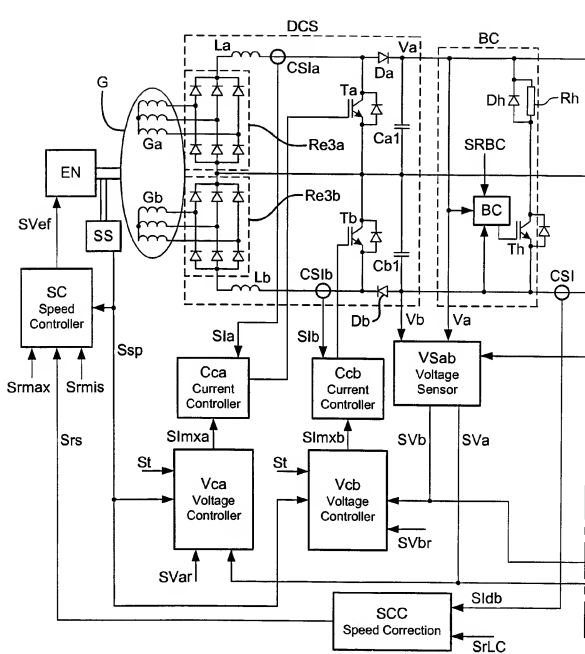 DCS
La
Va
BC
CSIa
Da
G
Ta
Dh
Rh
Ga
Ca1
Re3a
SRBC
EN
Re3b
Gb
BC
SVef
SS
Tb
Th
Lb
CSIb
Cb1
CSI
SC
Speed
Controller
Db
Vb
Va
Ssp
SIa
SIb
VSab
Voltage
Sensor
Cca
Current
Controller
Ccb
Current
Controller
Srmax
Srmis
Srs
SImxa
SImxb
SVb
SVa
St
Vca
Voltage
Controller
St
Vcb
Voltage
Controller
SVbr
SVar
SCC
Speed Correction
SIdb
SrLC